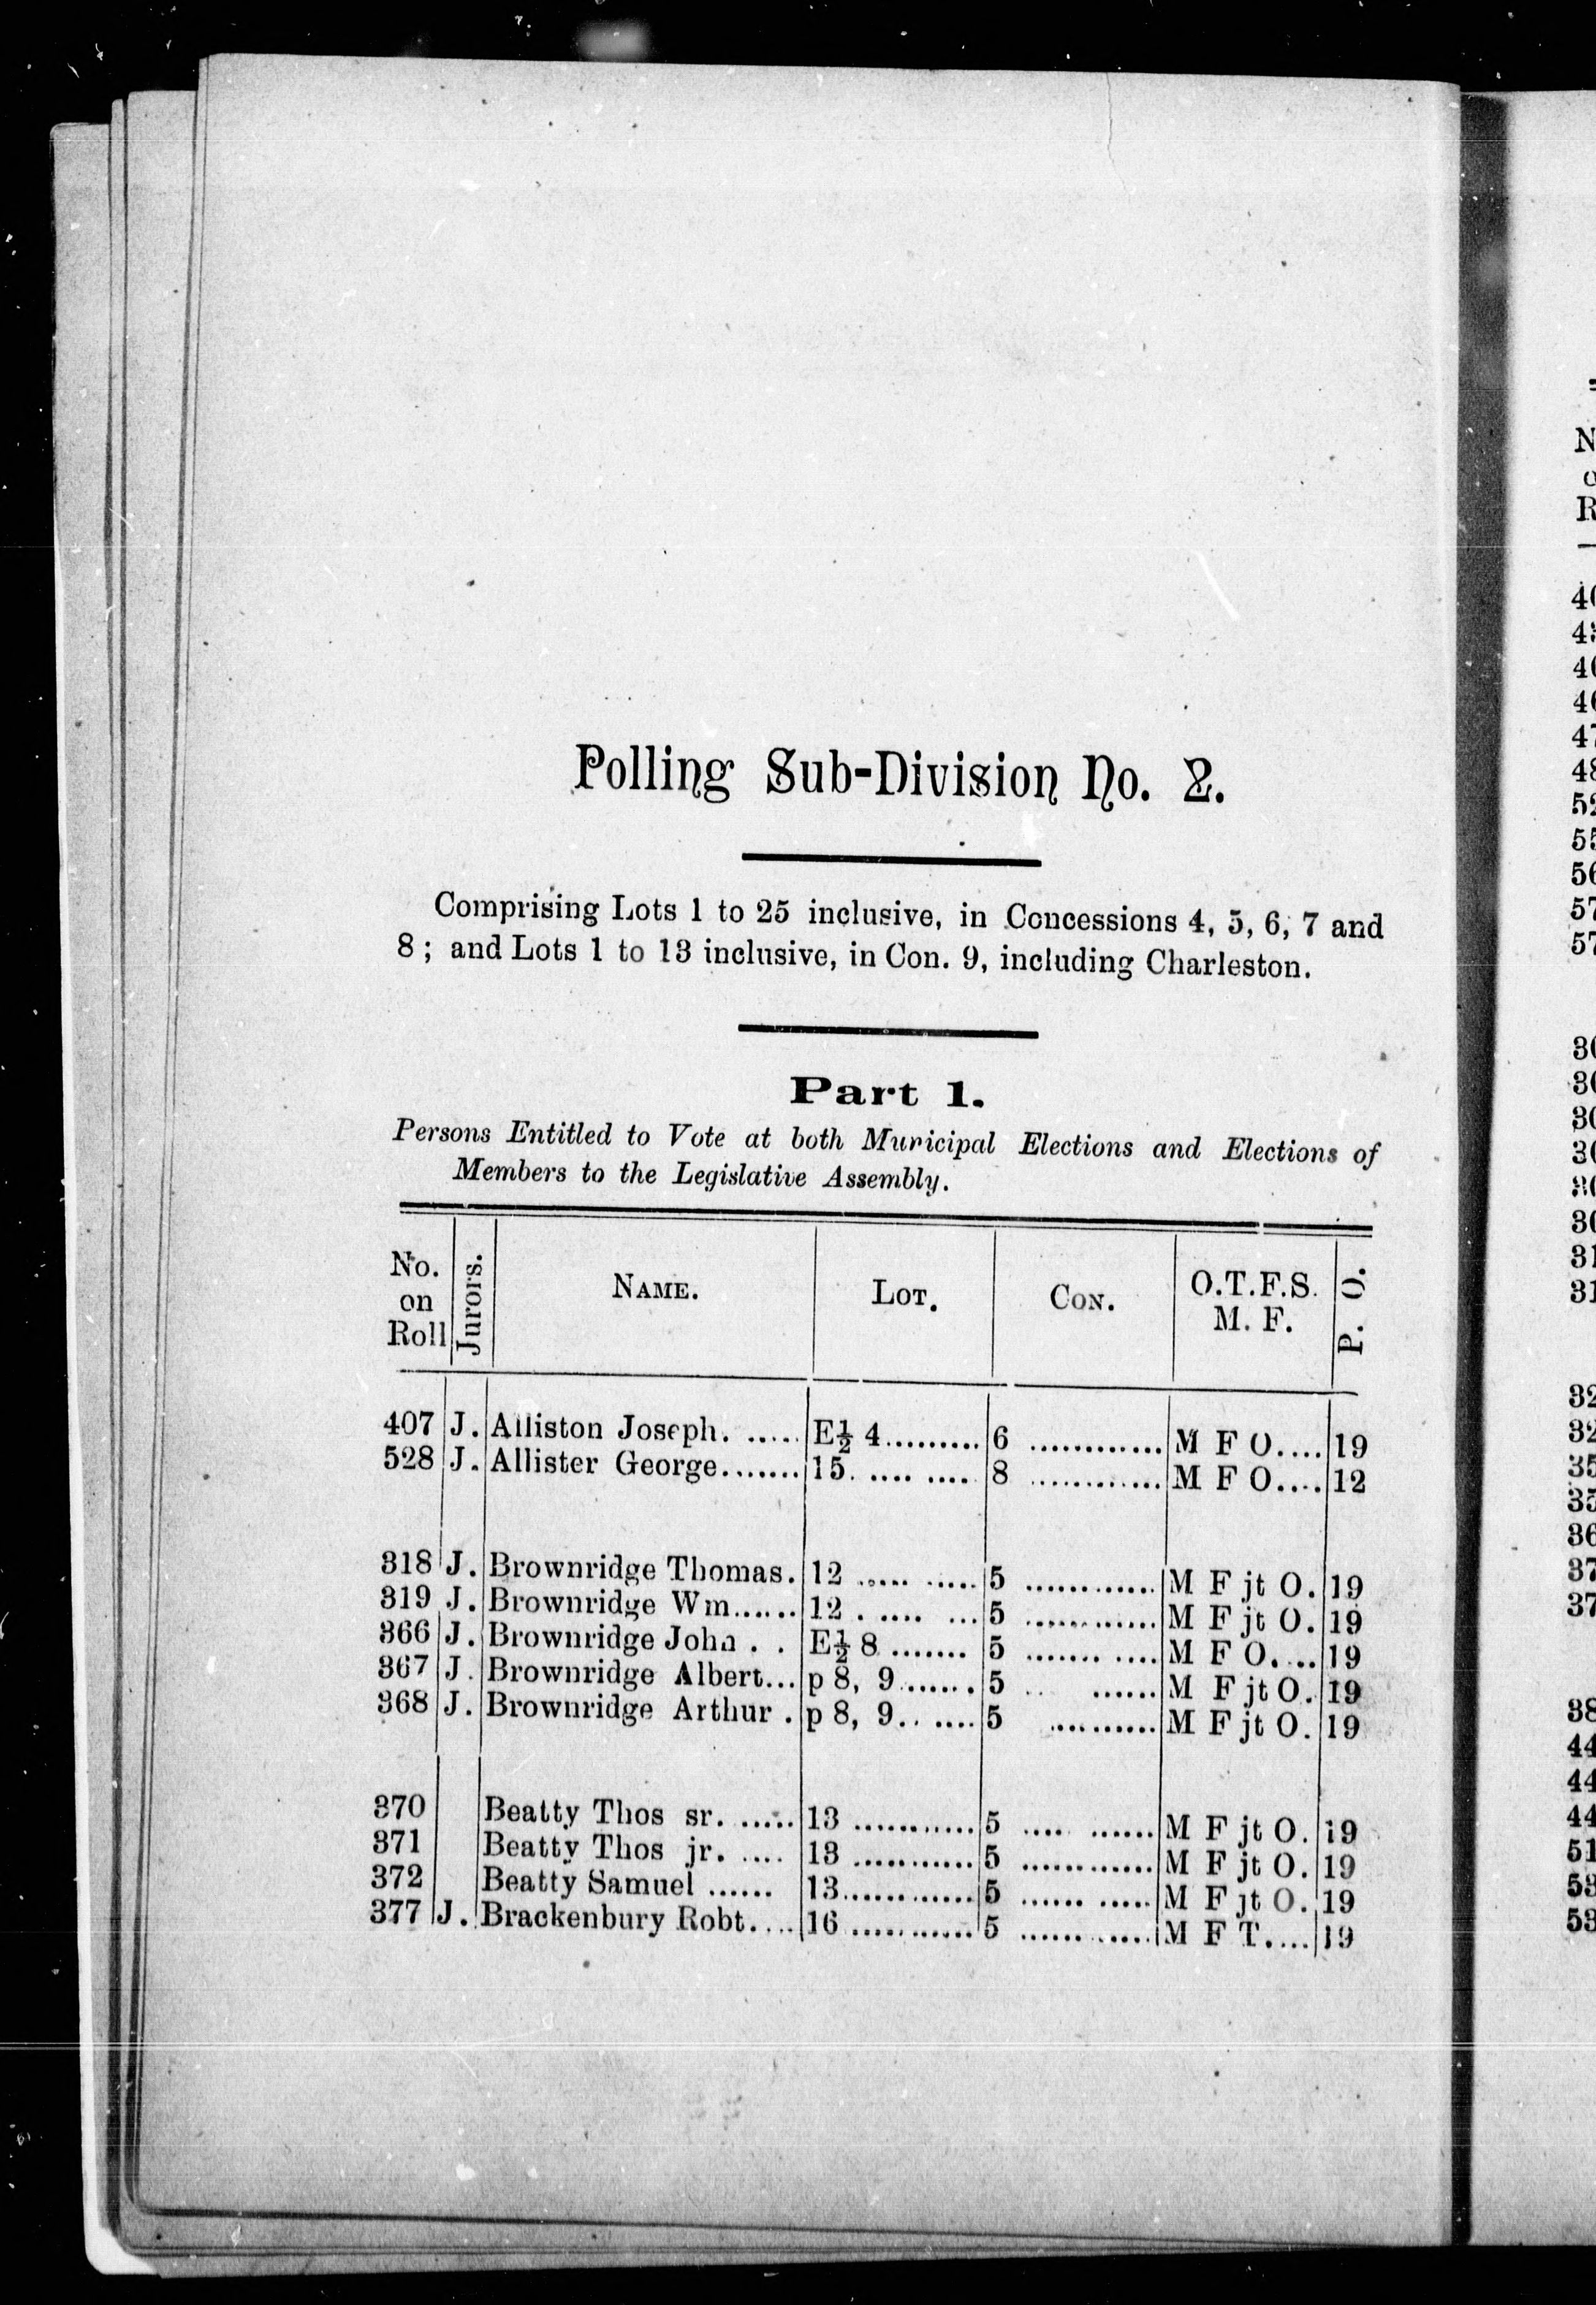 Polling Sub-Division No. 2.
Comprising Lots 1 to 25 inclusive, in Concessions 4, 5, 6, 7 and
8 ; and Lots 1 to 13 inclusive, in Con. 9, including Charleston.
Part 1.
Persons Entitled to Vote at both Municipal Elections and Elections of
Members to the Legislative Assembly.
No. on Roll Jurors. NAME. LOT. CON. O.T.F.S. M. F. P. O.
407 J. Alliston Joseph. ..... E½ 4......... 6 ............ M F O.... 19
528 J. Allister George....... 15. .... ..... 8 ............ M F O.... 12
318 J. Brownridge Thomas. 12 ..... ..... 5 ............ M F jt O. 19
319 J. Brownridge Wm...... 12 . .... ... 5 ............ M F jt O. 19
366 J. Brownridge John . . E½ 8 ....... 5 ....... .... M F O. ... 19
367 J. Brownridge Albert... p 8, 9...... . 5 .. ...... M F jt O. 19
368 J. Brownridge Arthur . p 8, 9.. .... 5 .......... M F jt O. 19
370 Beatty Thos sr. ..... 13 ........... 5 .... ...... M F jt O. 19
371 Beatty Thos jr. .... 13 ........... 5 ............ M F jt O. 19
372 Beatty Samuel ...... 13............ 5 ...... ..... M F jt O. 19
377 J. Brackenbury Robt. ... 16 ........... 5 ...... ..... M F T.... 19